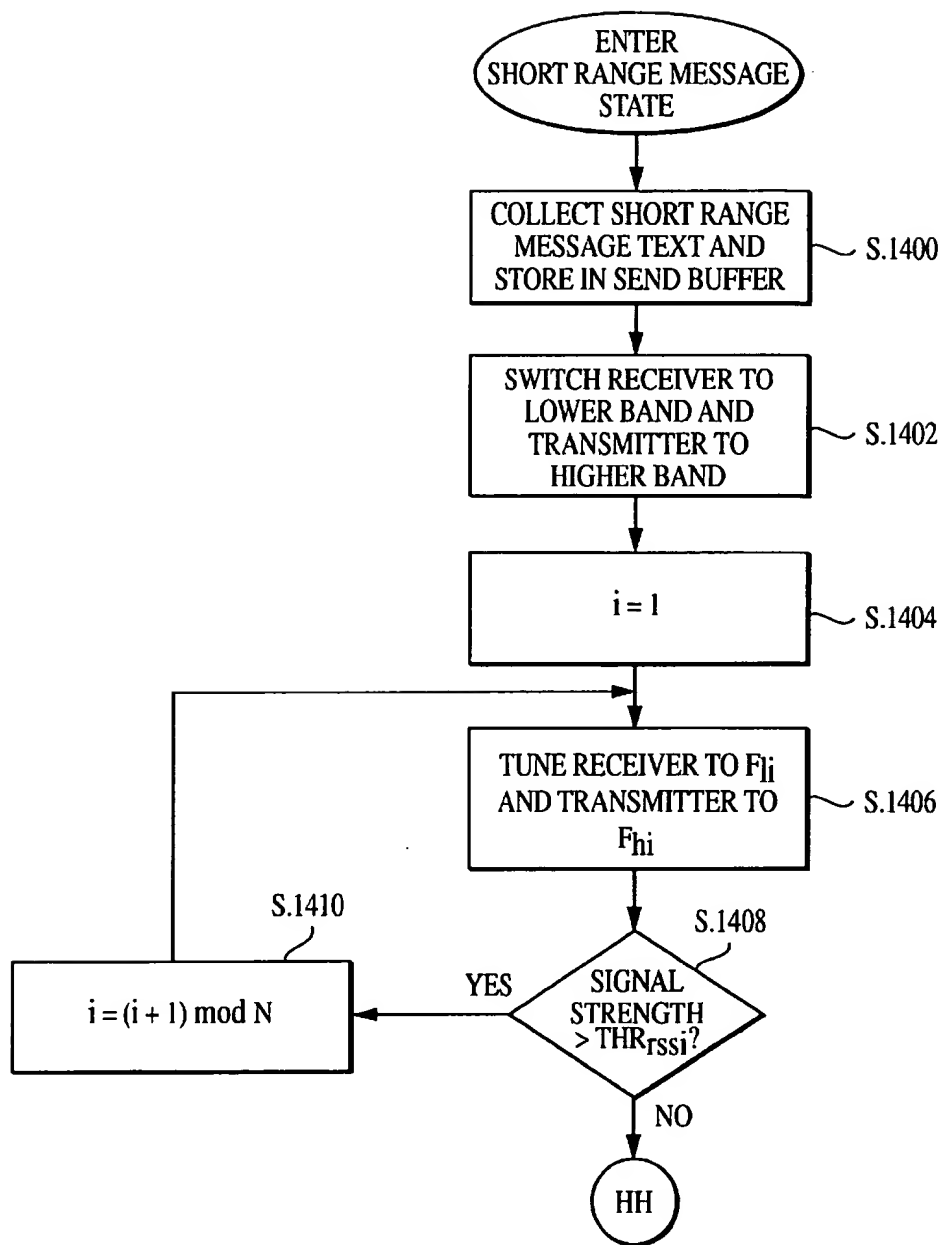 ENTER
SHORT RANGE MESSAGE
STATE
COLLECT SHORT RANGE
MESSAGE TEXT AND
STORE IN SEND BUFFER
S.1400
SWITCH RECEIVER TO
LOWER BAND AND
TRANSMITTER TO
HIGHER BAND
S.1402
i = 1
S.1404
TUNE RECEIVER TO Fli
AND TRANSMITTER TO
Fhi
S.1406
S.1410
i = (i + 1) mod N
YES
S.1408
SIGNAL
STRENGTH
> THRrssi?
NO
HH